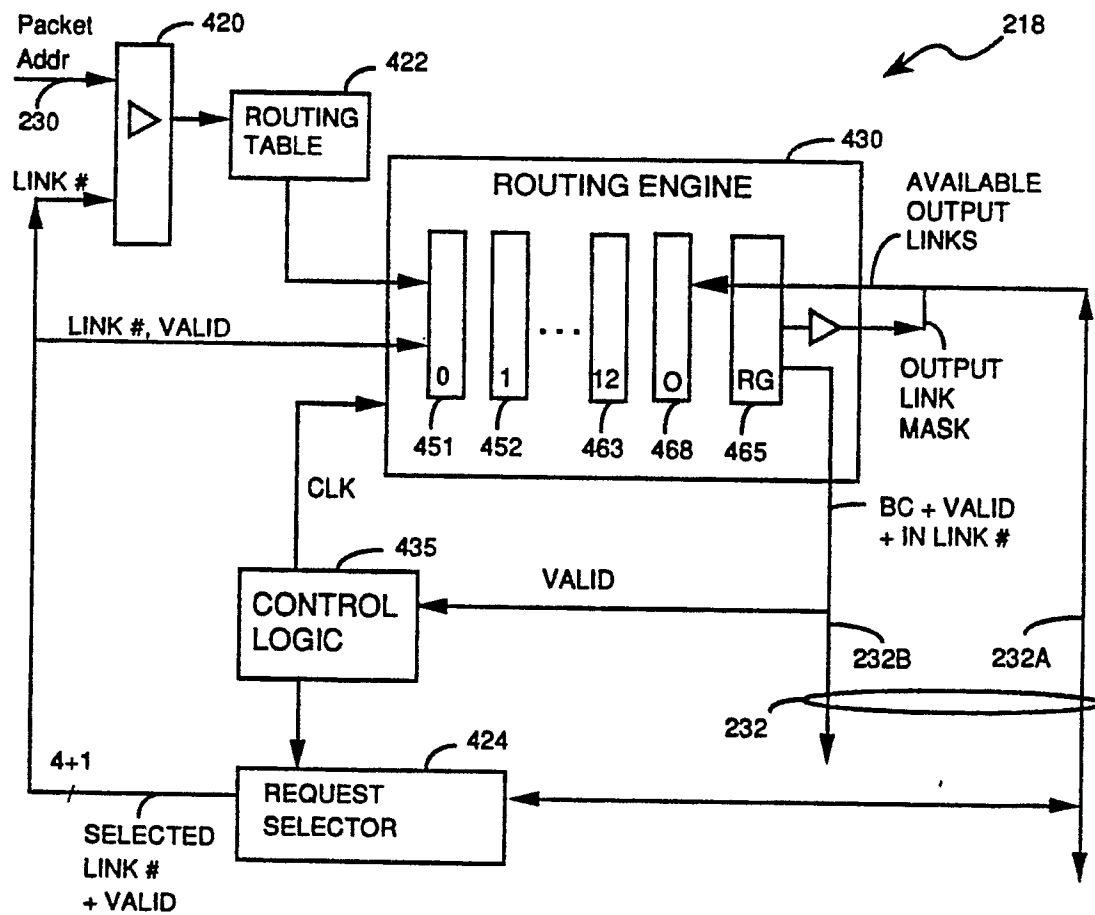 Packet
Addr
230
420
422
218
ROUTING
TABLE
LINK #
430
ROUTING ENGINE
AVAILABLE
OUTPUT
LINKS
LINK #, VALID
...
0
1
12
O
RG
451
452
463
468
465
OUTPUT
LINK
MASK
CLK
BC + VALID
+ IN LINK #
435
CONTROL
LOGIC
VALID
232B
232A
232
424
4+1
REQUEST
SELECTOR
SELECTED
LINK #
+ VALID